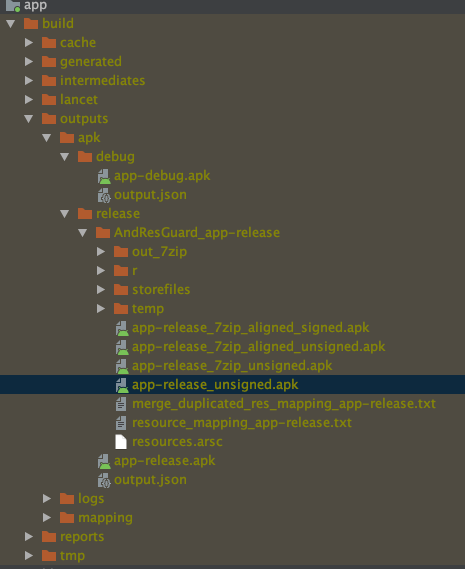 app
build
cache
generated
intermediates
lancet
outputs
apk
debug
app-debug.apk
output.json
release
AndResGuard_app-release
out_7zip
r
storefiles
temp
app-release_7zip_aligned_signed.apk
app-release_7zip_aligned_unsigned.apk
app-release_7zip_unsigned.apk
app-release_unsigned.apk
merge_duplicated_res_mapping_app-release.txt
resource_mapping_app-release.txt
resources.arsc
app-release.apk
output.json
logs
mapping
reports
tmp